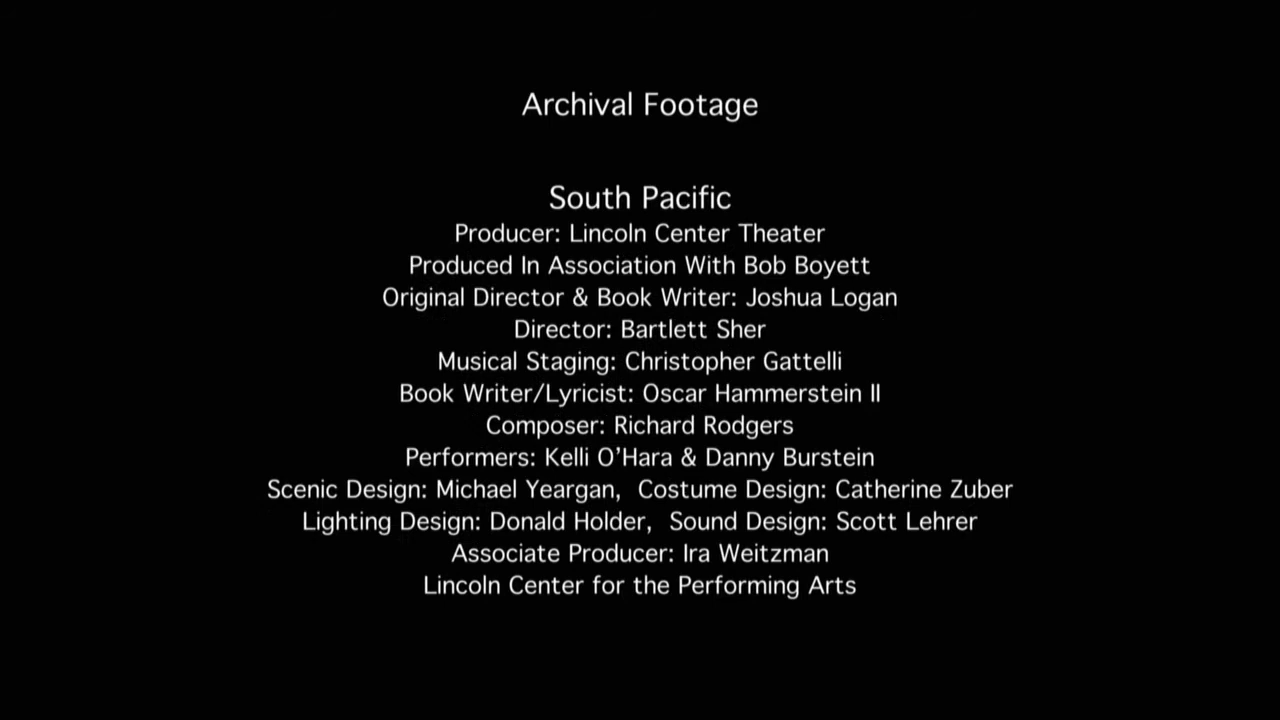 Archival Footage
South Pacific
Producer: Lincoln Center Theater
Produced In Association With Bob Boyett
Original Director & Book Writer: Joshua Logan
Director: Bartlett Sher
Musical Staging: Christopher Gattelli
Book Writer/Lyricist: Oscar Hammerstein II
Composer: Richard Rodgers
Performers: Kelli O’Hara & Danny Burstein
Scenic Design: Michael Yeargan,  Costume Design: Catherine Zuber
Lighting Design: Donald Holder,  Sound Design: Scott Lehrer
Associate Producer: Ira Weitzman
Lincoln Center for the Performing Arts